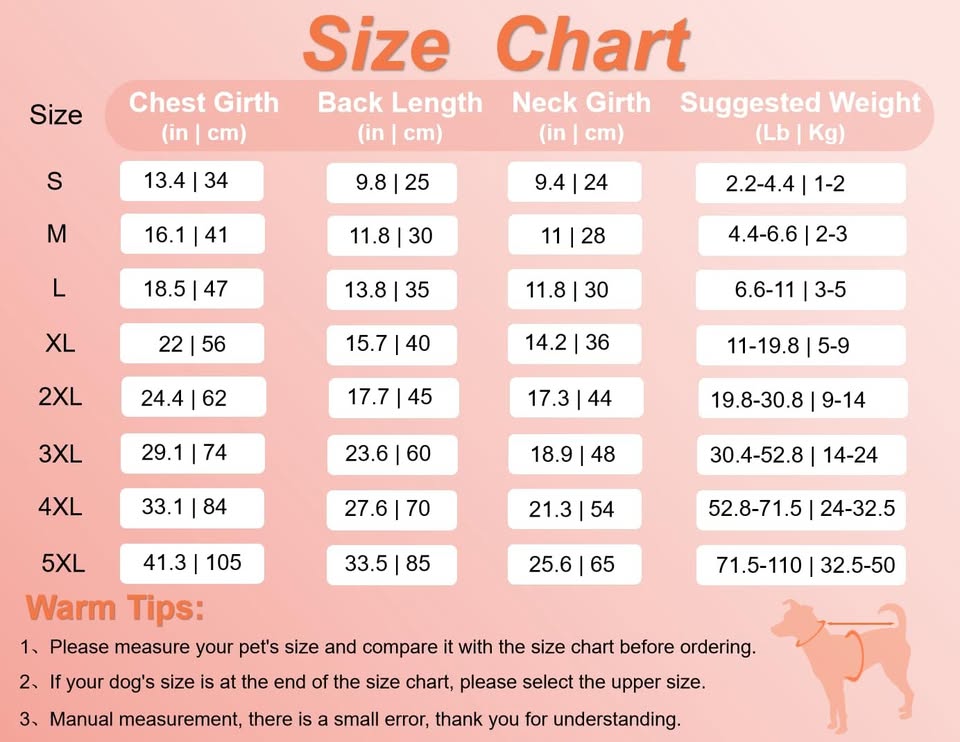 Size Chart
Size Chest Girth Back Length Neck Girth Suggested Weight
(in | cm) (in | cm) (in | cm) (Lb | Kg)
S 13.4 | 34 9.8 | 25 9.4 | 24 2.2-4.4 | 1-2
M 16.1 | 41 11.8 | 30 11 | 28 4.4-6.6 | 2-3
L 18.5 | 47 13.8 | 35 11.8 | 30 6.6-11 | 3-5
XL 22 | 56 15.7 | 40 14.2 | 36 11-19.8 | 5-9
2XL 24.4 | 62 17.7 | 45 17.3 | 44 19.8-30.8 | 9-14
3XL 29.1 | 74 23.6 | 60 18.9 | 48 30.4-52.8 | 14-24
4XL 33.1 | 84 27.6 | 70 21.3 | 54 52.8-71.5 | 24-32.5
5XL 41.3 | 105 33.5 | 85 25.6 | 65 71.5-110 | 32.5-50
Warm Tips:
1、Please measure your pet's size and compare it with the size chart before ordering.
2、If your dog's size is at the end of the size chart, please select the upper size.
3、Manual measurement, there is a small error, thank you for understanding.